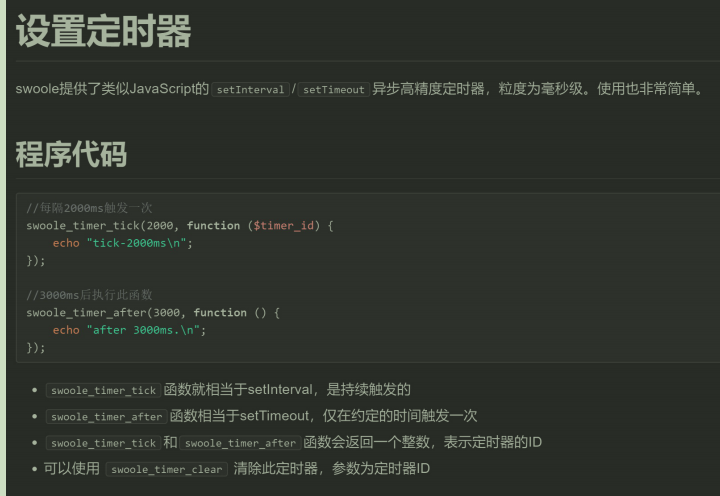 设置定时器
swoole提供了类似JavaScript的 setInterval / setTimeout 异步高精度定时器，粒度为毫秒级。使用也非常简单。
程序代码
//每隔2000ms触发一次
swoole_timer_tick(2000, function ($timer_id) {
    echo "tick-2000ms\n";
});
//3000ms后执行此函数
swoole_timer_after(3000, function () {
    echo "after 3000ms.\n";
});
• swoole_timer_tick 函数就相当于setInterval，是持续触发的
• swoole_timer_after 函数相当于setTimeout，仅在约定的时间触发一次
• swoole_timer_tick 和 swoole_timer_after 函数会返回一个整数，表示定时器的ID
• 可以使用 swoole_timer_clear 清除此定时器，参数为定时器ID